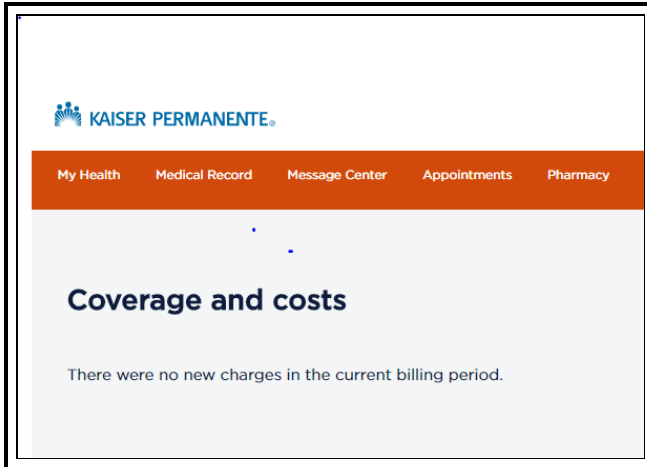 KAISER PERMANENTE®
My Health Medical Record Message Center Appointments Pharmacy
Coverage and costs
There were no new charges in the current billing period.